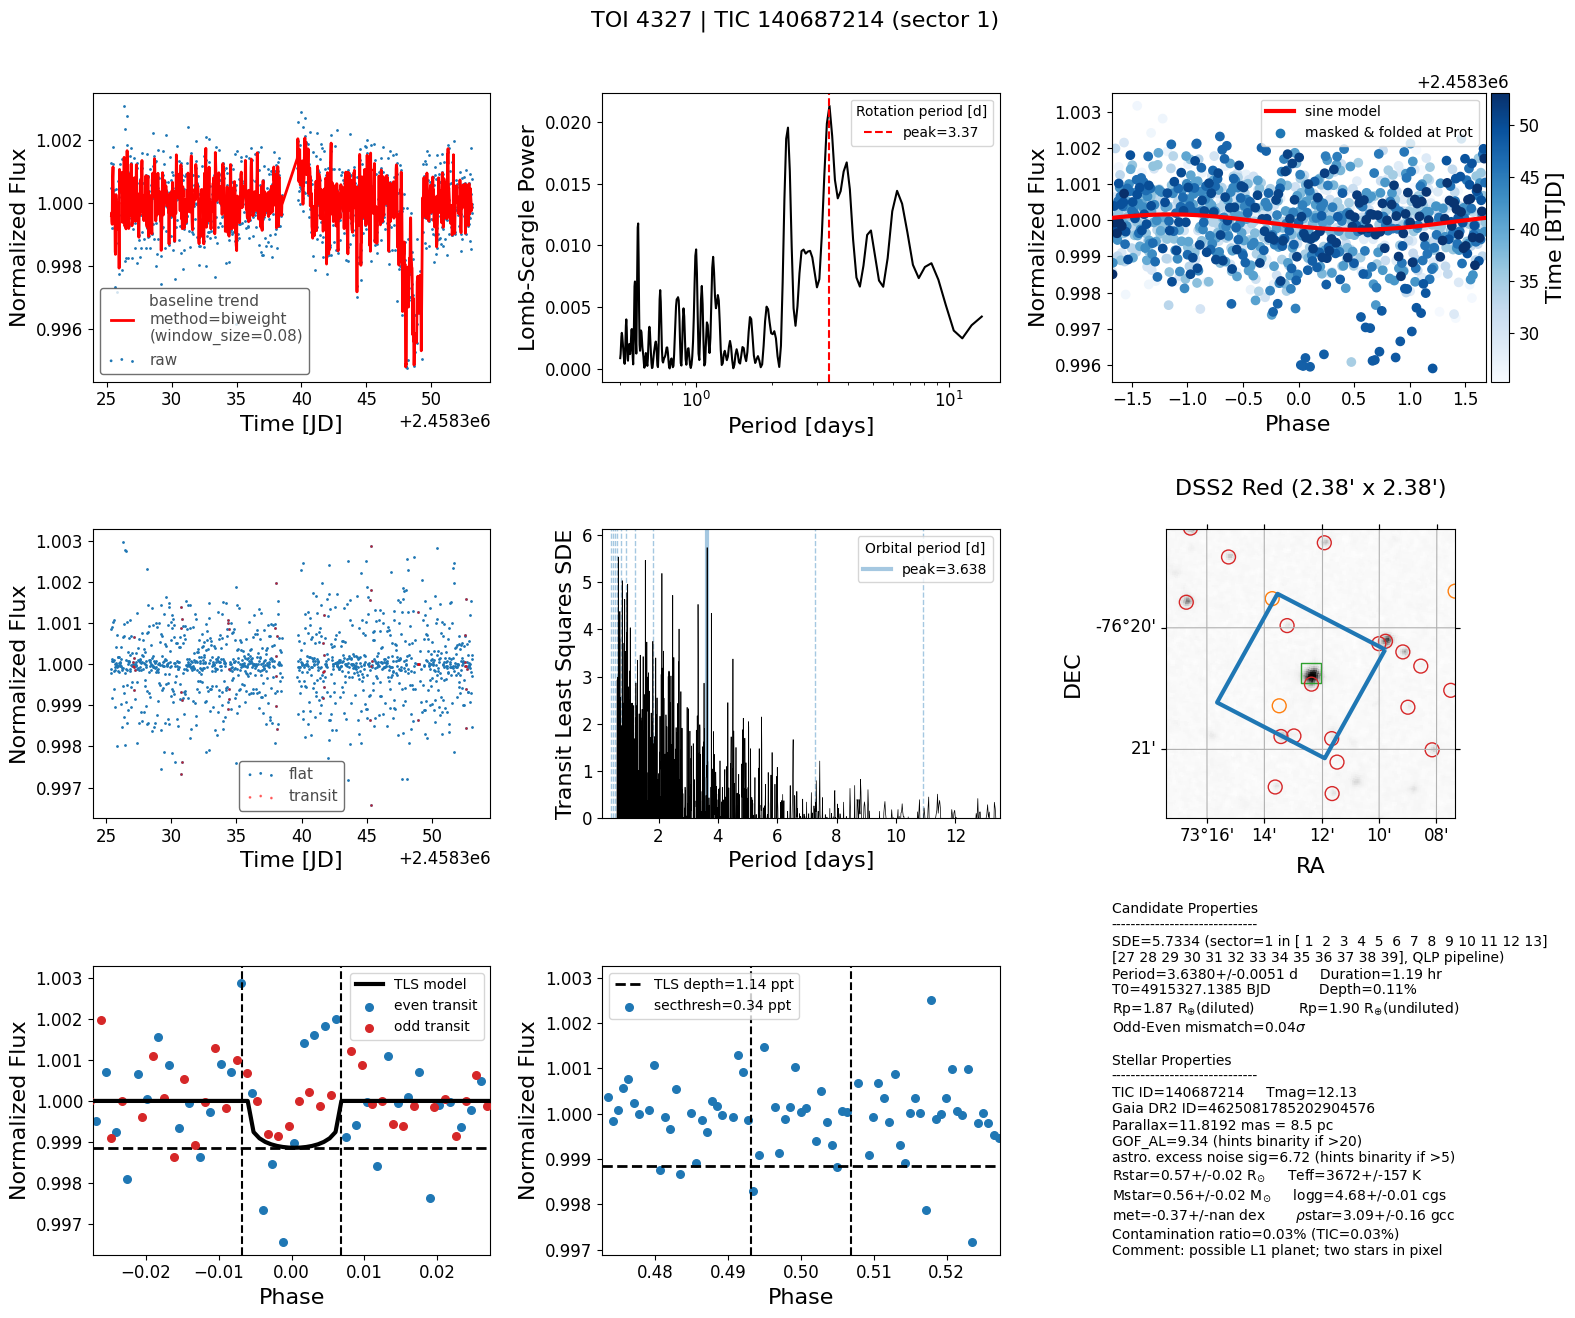 TOI 4327 | TIC 140687214 (sector 1)
Normalized Flux
1.002
1.000
0.998
0.996
baseline trend
method=biweight
(window_size=0.08)
raw
25 30 35 40 45 50
Time [JD]
+2.4583e6
Lomb-Scargle Power
0.020
0.015
0.010
0.005
0.000
Rotation period [d]
peak=3.37
10⁰ 10¹
Period [days]
Normalized Flux
1.003
1.002
1.001
1.000
0.999
0.998
0.997
0.996
sine model
masked & folded at Prot
−1.5 −1.0 −0.5 0.0 0.5 1.0 1.5
Phase
+2.4583e6
50
45
40
35
30
Time [BTJD]
Normalized Flux
1.003
1.002
1.001
1.000
0.999
0.998
0.997
flat
transit
25 30 35 40 45 50
Time [JD]
+2.4583e6
Transit Least Squares SDE
6
5
4
3
2
1
0
Orbital period [d]
peak=3.638
2 4 6 8 10 12
Period [days]
DSS2 Red (2.38' x 2.38')
DEC
-76°20'
21'
73°16' 14' 12' 10' 08'
RA
Normalized Flux
1.003
1.002
1.001
1.000
0.999
0.998
0.997
TLS model
even transit
odd transit
−0.02 −0.01 0.00 0.01 0.02
Phase
Normalized Flux
1.003
1.002
1.001
1.000
0.999
0.998
0.997
TLS depth=1.14 ppt
secthresh=0.34 ppt
0.48 0.49 0.50 0.51 0.52
Phase
Candidate Properties
-------------------------------
SDE=5.7334 (sector=1 in [ 1 2 3 4 5 6 7 8 9 10 11 12 13]
[27 28 29 30 31 32 33 34 35 36 37 38 39], QLP pipeline)
Period=3.6380+/-0.0051 d Duration=1.19 hr
T0=4915327.1385 BJD Depth=0.11%
Rp=1.87 R⊕(diluted) Rp=1.90 R⊕(undiluted)
Odd-Even mismatch=0.04σ
Stellar Properties
-------------------------------
TIC ID=140687214 Tmag=12.13
Gaia DR2 ID=4625081785202904576
Parallax=11.8192 mas = 8.5 pc
GOF_AL=9.34 (hints binarity if >20)
astro. excess noise sig=6.72 (hints binarity if >5)
Rstar=0.57+/-0.02 R⊙ Teff=3672+/-157 K
Mstar=0.56+/-0.02 M⊙ logg=4.68+/-0.01 cgs
met=-0.37+/-nan dex ρstar=3.09+/-0.16 gcc
Contamination ratio=0.03% (TIC=0.03%)
Comment: possible L1 planet; two stars in pixel